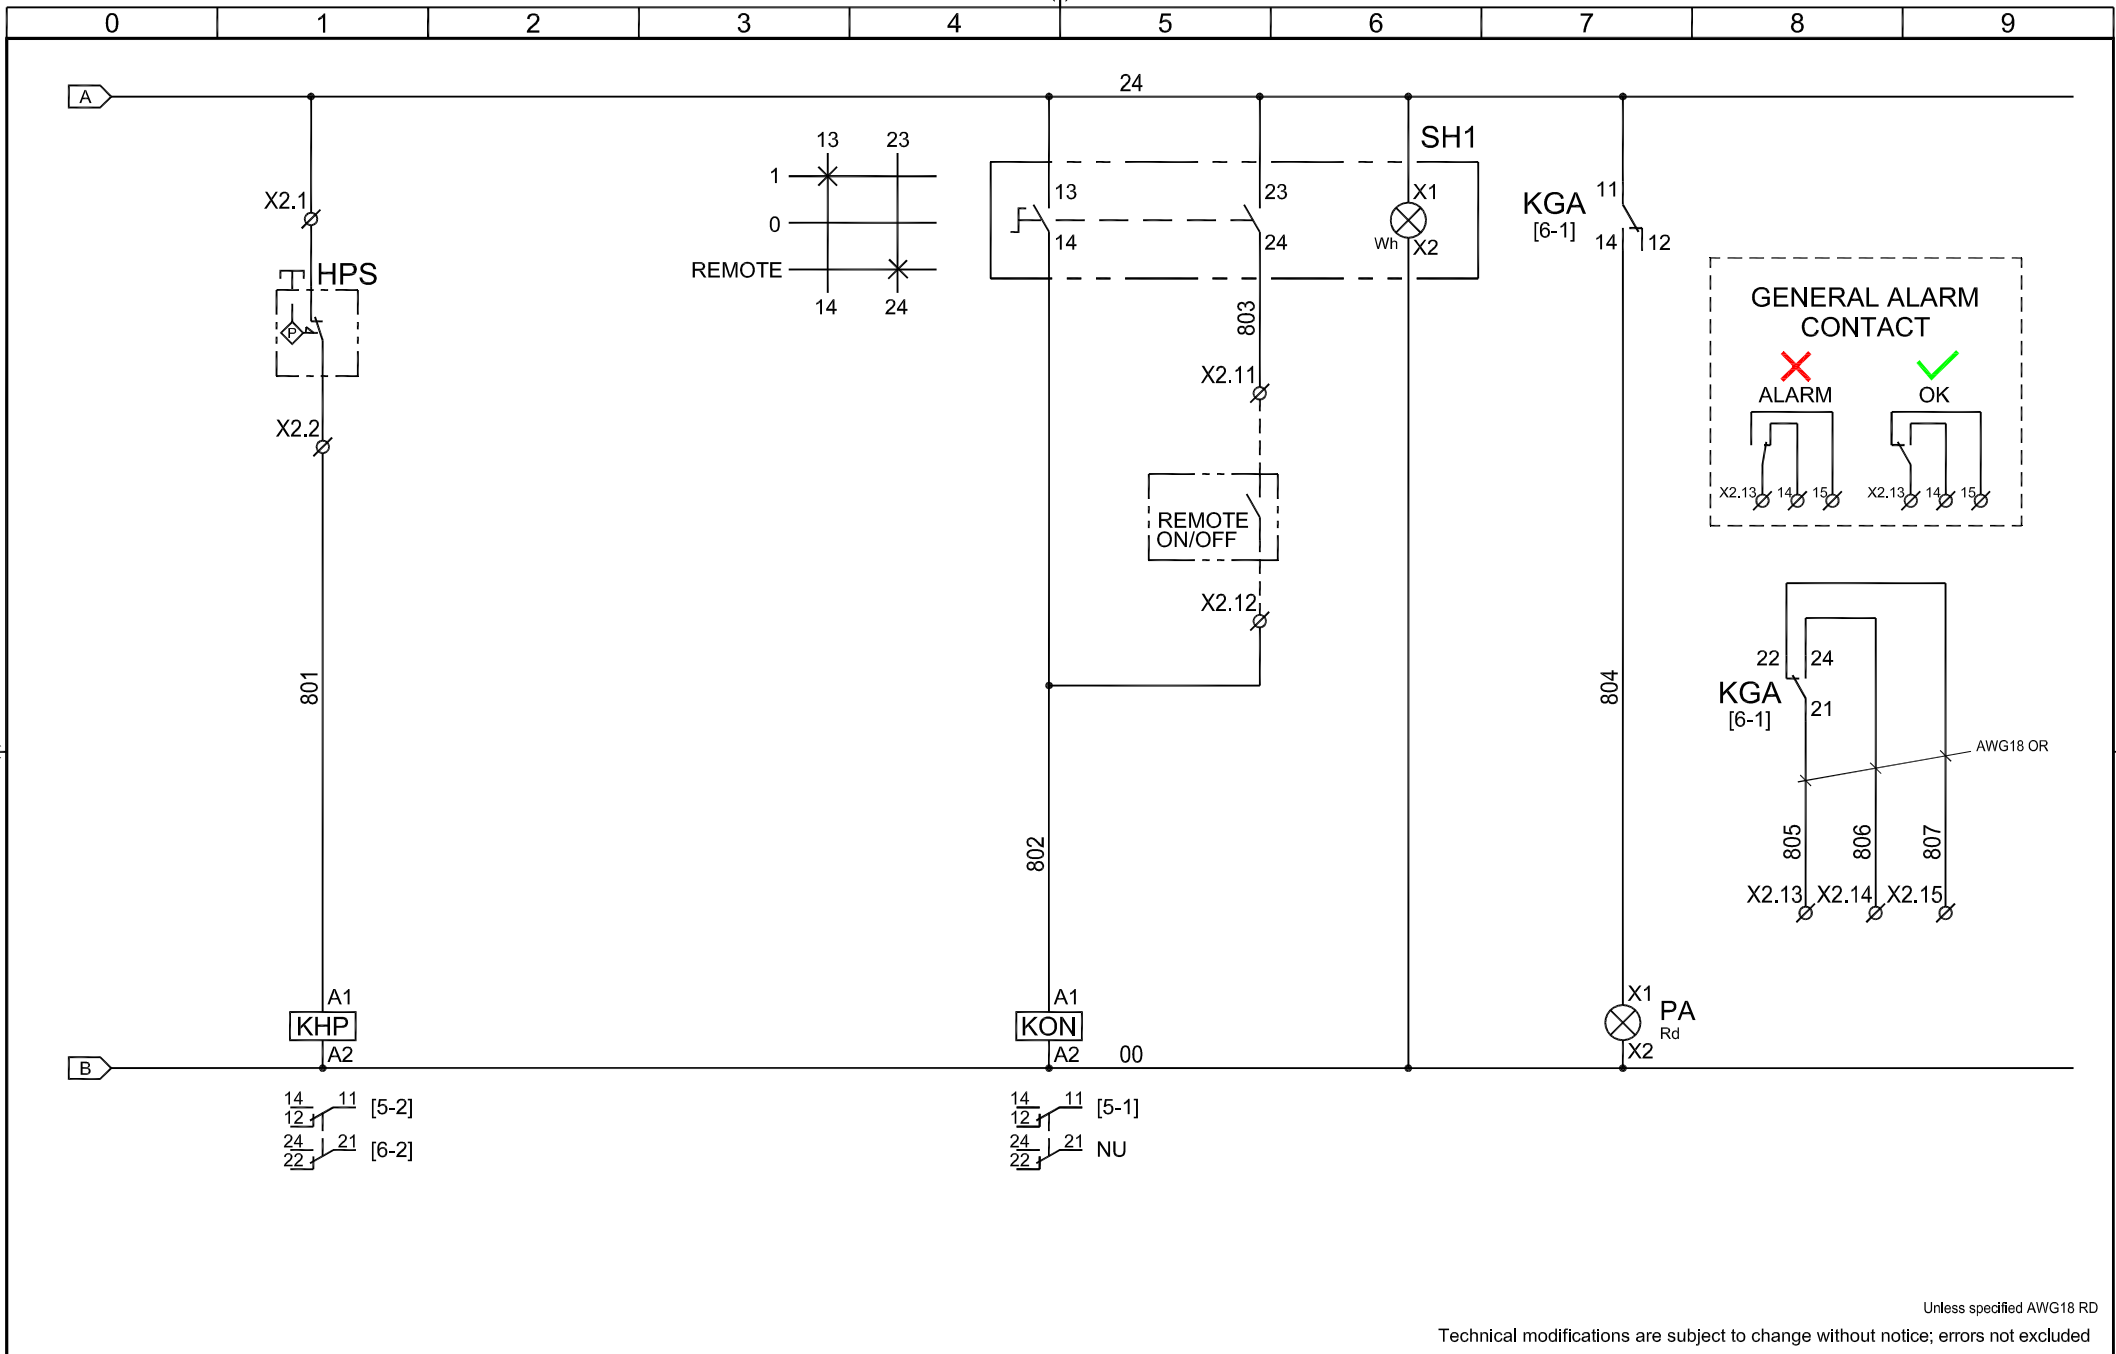 0 1 2 3 4 5 6 7 8 9
A
24
13 23
1
0
REMOTE
14 24
X2.1
HPS
P
X2.2
801
SH1
13
14
23
24
X1
Wh
X2
803
X2.11
REMOTE
ON/OFF
X2.12
802
KGA
[6-1]
11
14 12
804
GENERAL ALARM
CONTACT
ALARM OK
X2.13 14 15 X2.13 14 15
22 24
KGA
[6-1]
21
AWG18 OR
805 806 807
X2.13 X2.14 X2.15
A1
KHP
A2
A1
KON
A2
00
X1
PA
Rd
X2
B
14 11 [5-2]
12
24 21 [6-2]
22
14 11 [5-1]
12
24 21 NU
22
Unless specified AWG18 RD
Technical modifications are subject to change without notice; errors not excluded